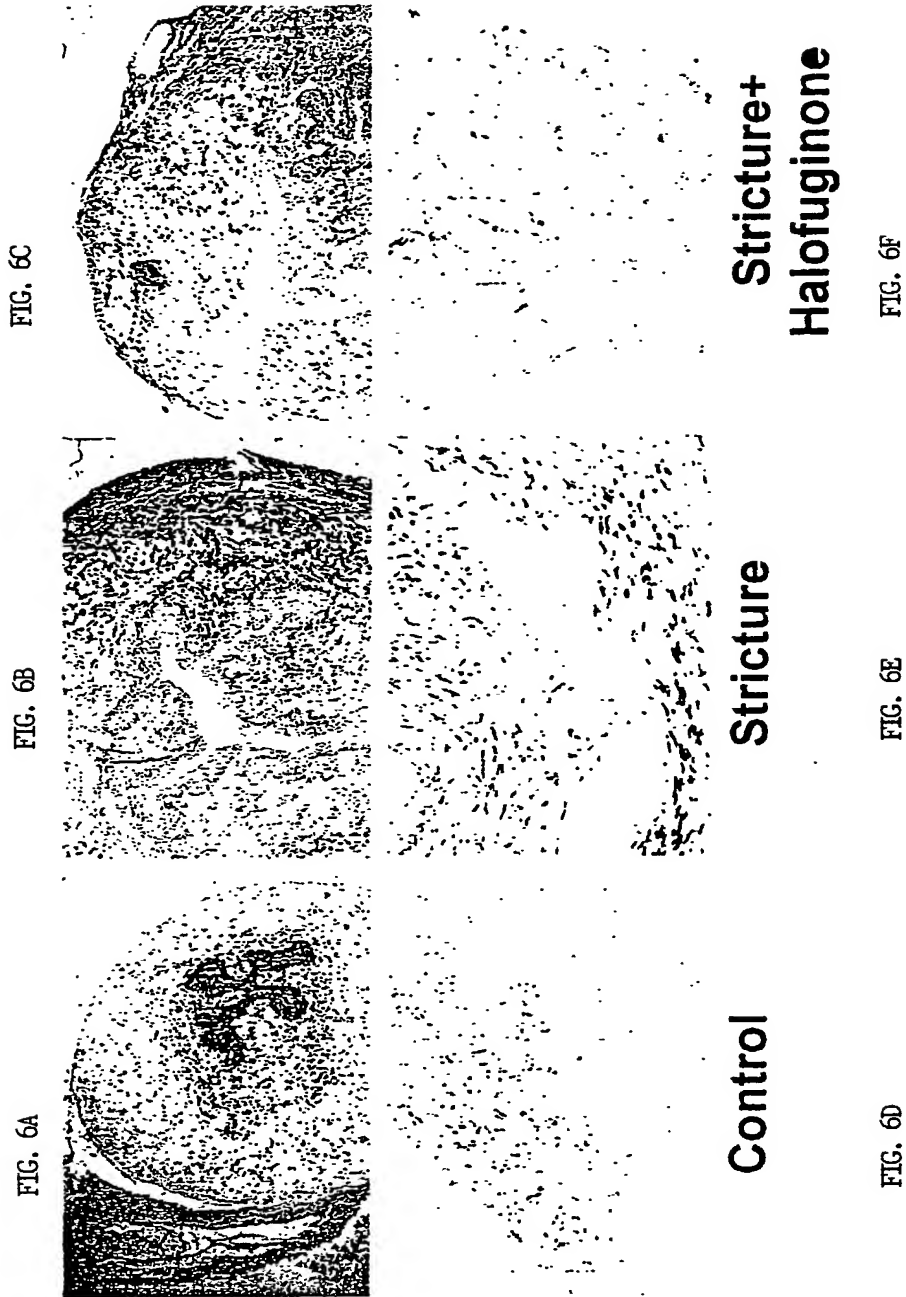 FIG. 6A
FIG. 6B
FIG. 6C
Control
Stricture
Stricture+
Halofuginone
FIG. 6D
FIG. 6E
FIG. 6F